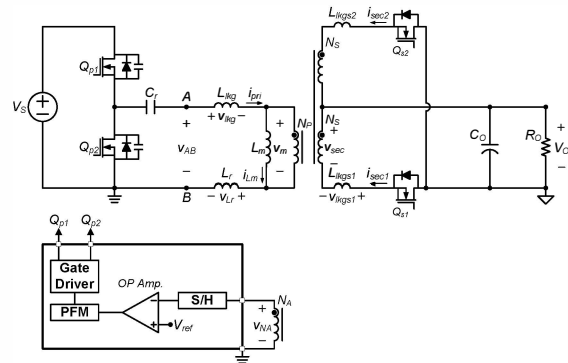 L_lkgs2
i_sec2
N_S
Q_s2
Q_p1
C_r
A
L_lkg
i_pri
+ v_lkg −
V_S
+
−
N_P
N_S
Q_p2
+
v_AB
−
L_m
+
v_m
−
+
v_sec
−
C_O
R_O
+
V_O
−
L_r
i_Lm
L_lkgs1
i_sec1
B
− v_Lr +
− v_lkgs1 +
Q_s1
Q_p1 Q_p2
Gate
Driver
OP Amp.
S/H
N_A
PFM
−
+
V_ref
+
v_NA
−